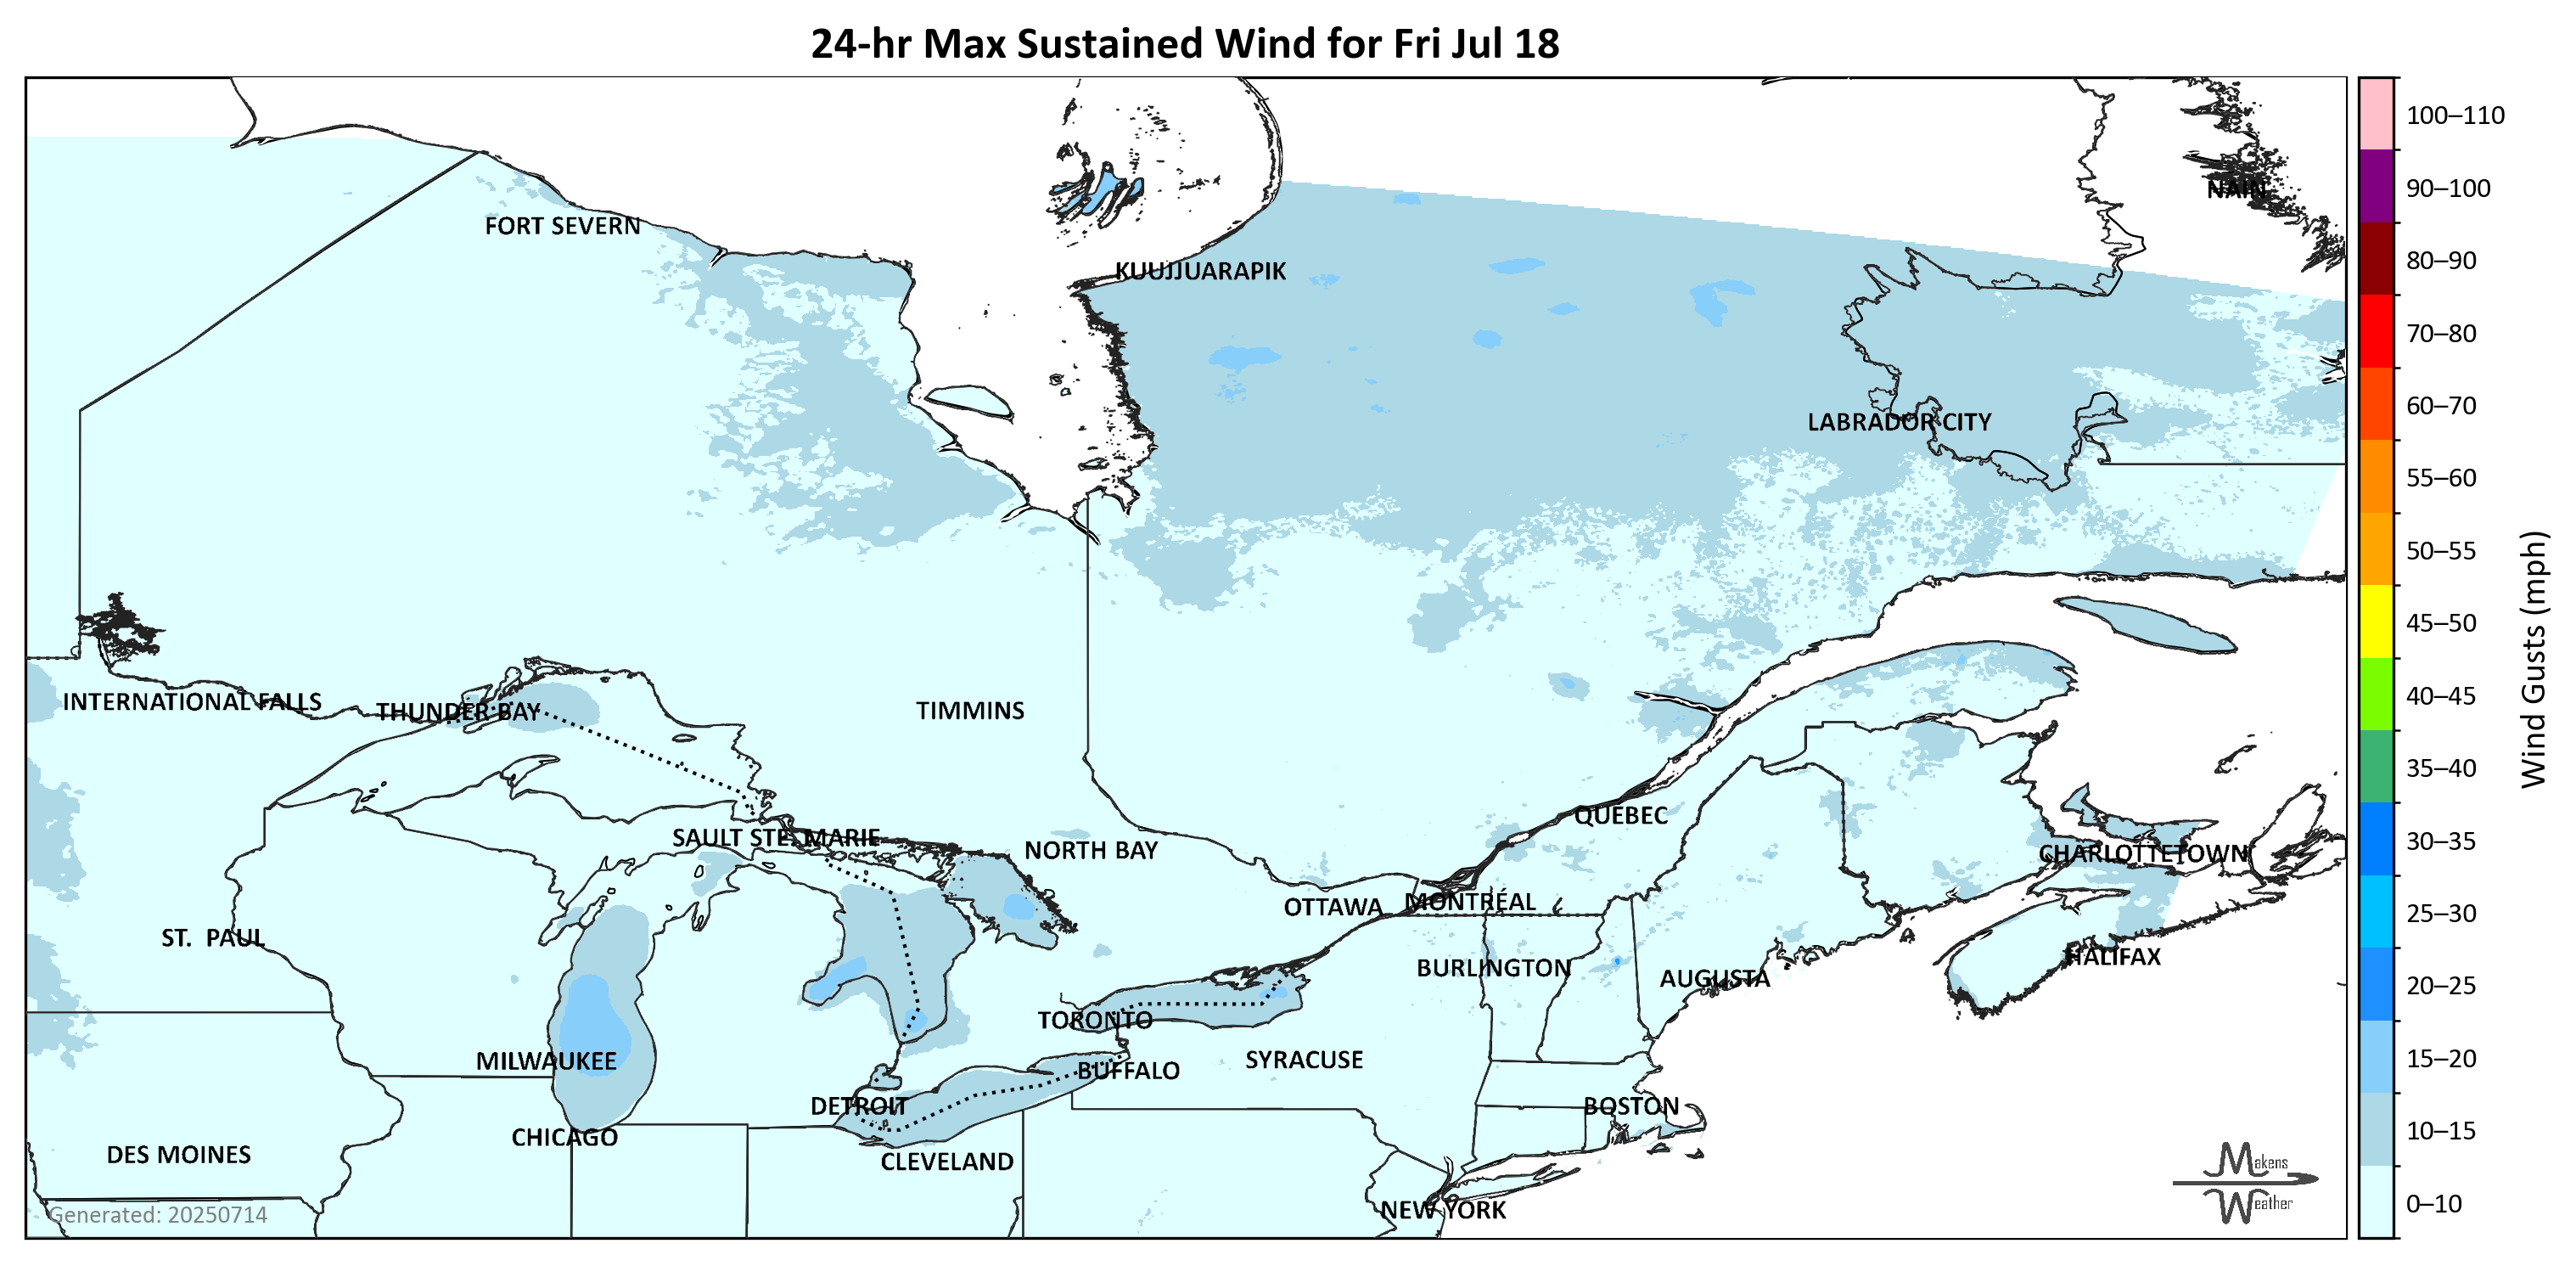 24-hr Max Sustained Wind for Fri Jul 18
100–110
NAIN
90–100
FORT SEVERN
80–90
KUUJJUARAPIK
70–80
60–70
LABRADOR CITY
55–60
50–55
45–50
Wind Gusts (mph)
40–45
INTERNATIONAL FALLS
THUNDER BAY
TIMMINS
35–40
QUÉBEC
30–35
SAULT STE. MARIE
NORTH BAY
CHARLOTTETOWN
OTTAWA
MONTRÉAL
25–30
ST. PAUL
HALIFAX
BURLINGTON
AUGUSTA
20–25
TORONTO
MILWAUKEE
BUFFALO
SYRACUSE
15–20
DETROIT
BOSTON
CHICAGO
10–15
DES MOINES
CLEVELAND
Makens
Weather
0–10
NEW YORK
Generated: 20250714